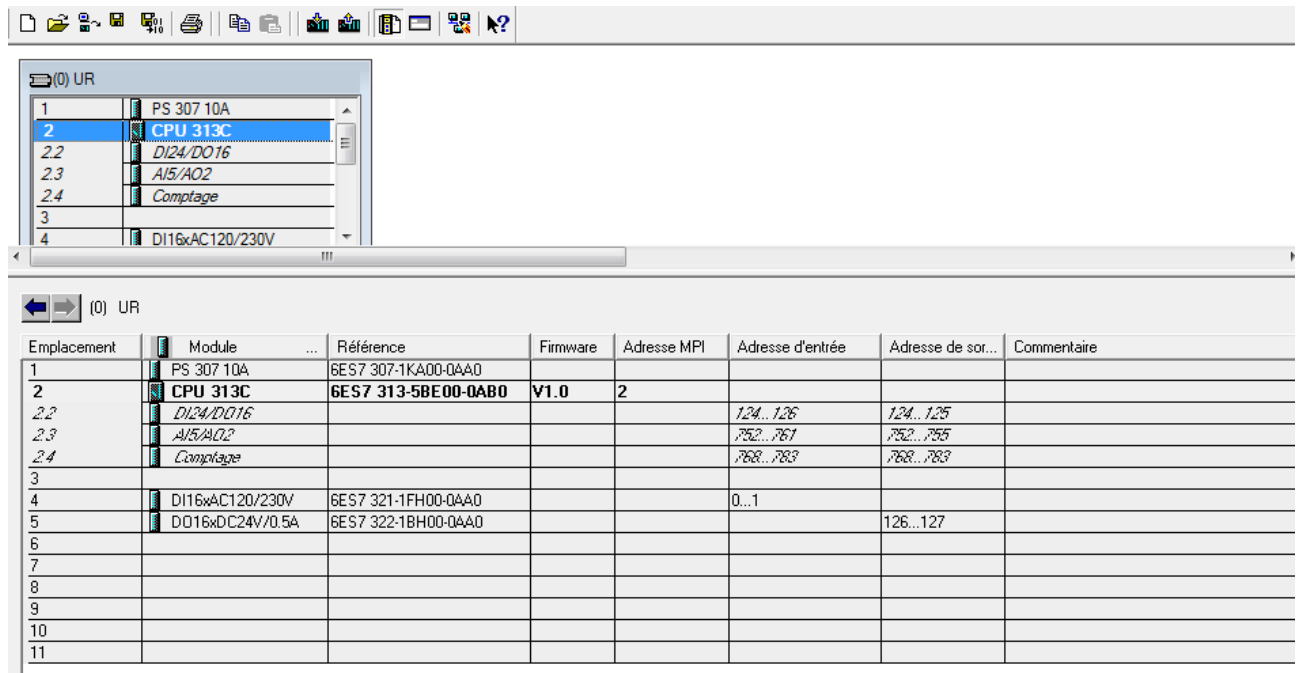 (0) UR
1 PS 307 10A
2 CPU 313C
2.2 DI24/DO16
2.3 AI5/AO2
2.4 Comptage
3
4 DI16xAC120/230V
(0) UR
Emplacement Module ... Référence Firmware Adresse MPI Adresse d'entrée Adresse de sor... Commentaire
1 PS 307 10A 6ES7 307-1KA00-0AA0
2 CPU 313C 6ES7 313-5BE00-0AB0 V1.0 2
2.2 DI24/DO16 124...126 124...125
2.3 AI5/AO2 752...761 752...755
2.4 Comptage 768...783 768...783
3
4 DI16xAC120/230V 6ES7 321-1FH00-0AA0 0...1
5 DO16xDC24V/0.5A 6ES7 322-1BH00-0AA0 126...127
6
7
8
9
10
11